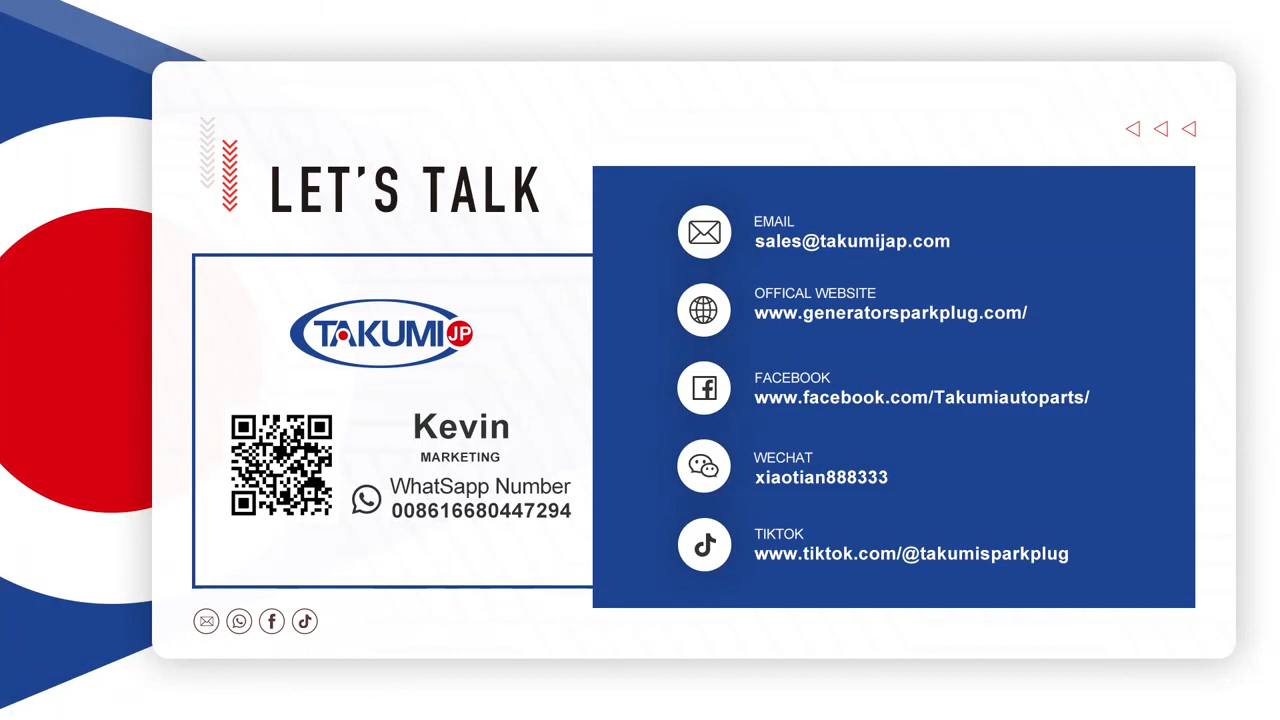 LET'S TALK
TAKUMI JP
Kevin
MARKETING
WhatSapp Number
008616680447294
EMAIL
sales@takumijap.com
OFFICAL WEBSITE
www.generatorsparkplug.com/
FACEBOOK
www.facebook.com/Takumiautoparts/
WECHAT
xiaotian888333
TIKTOK
www.tiktok.com/@takumisparkplug